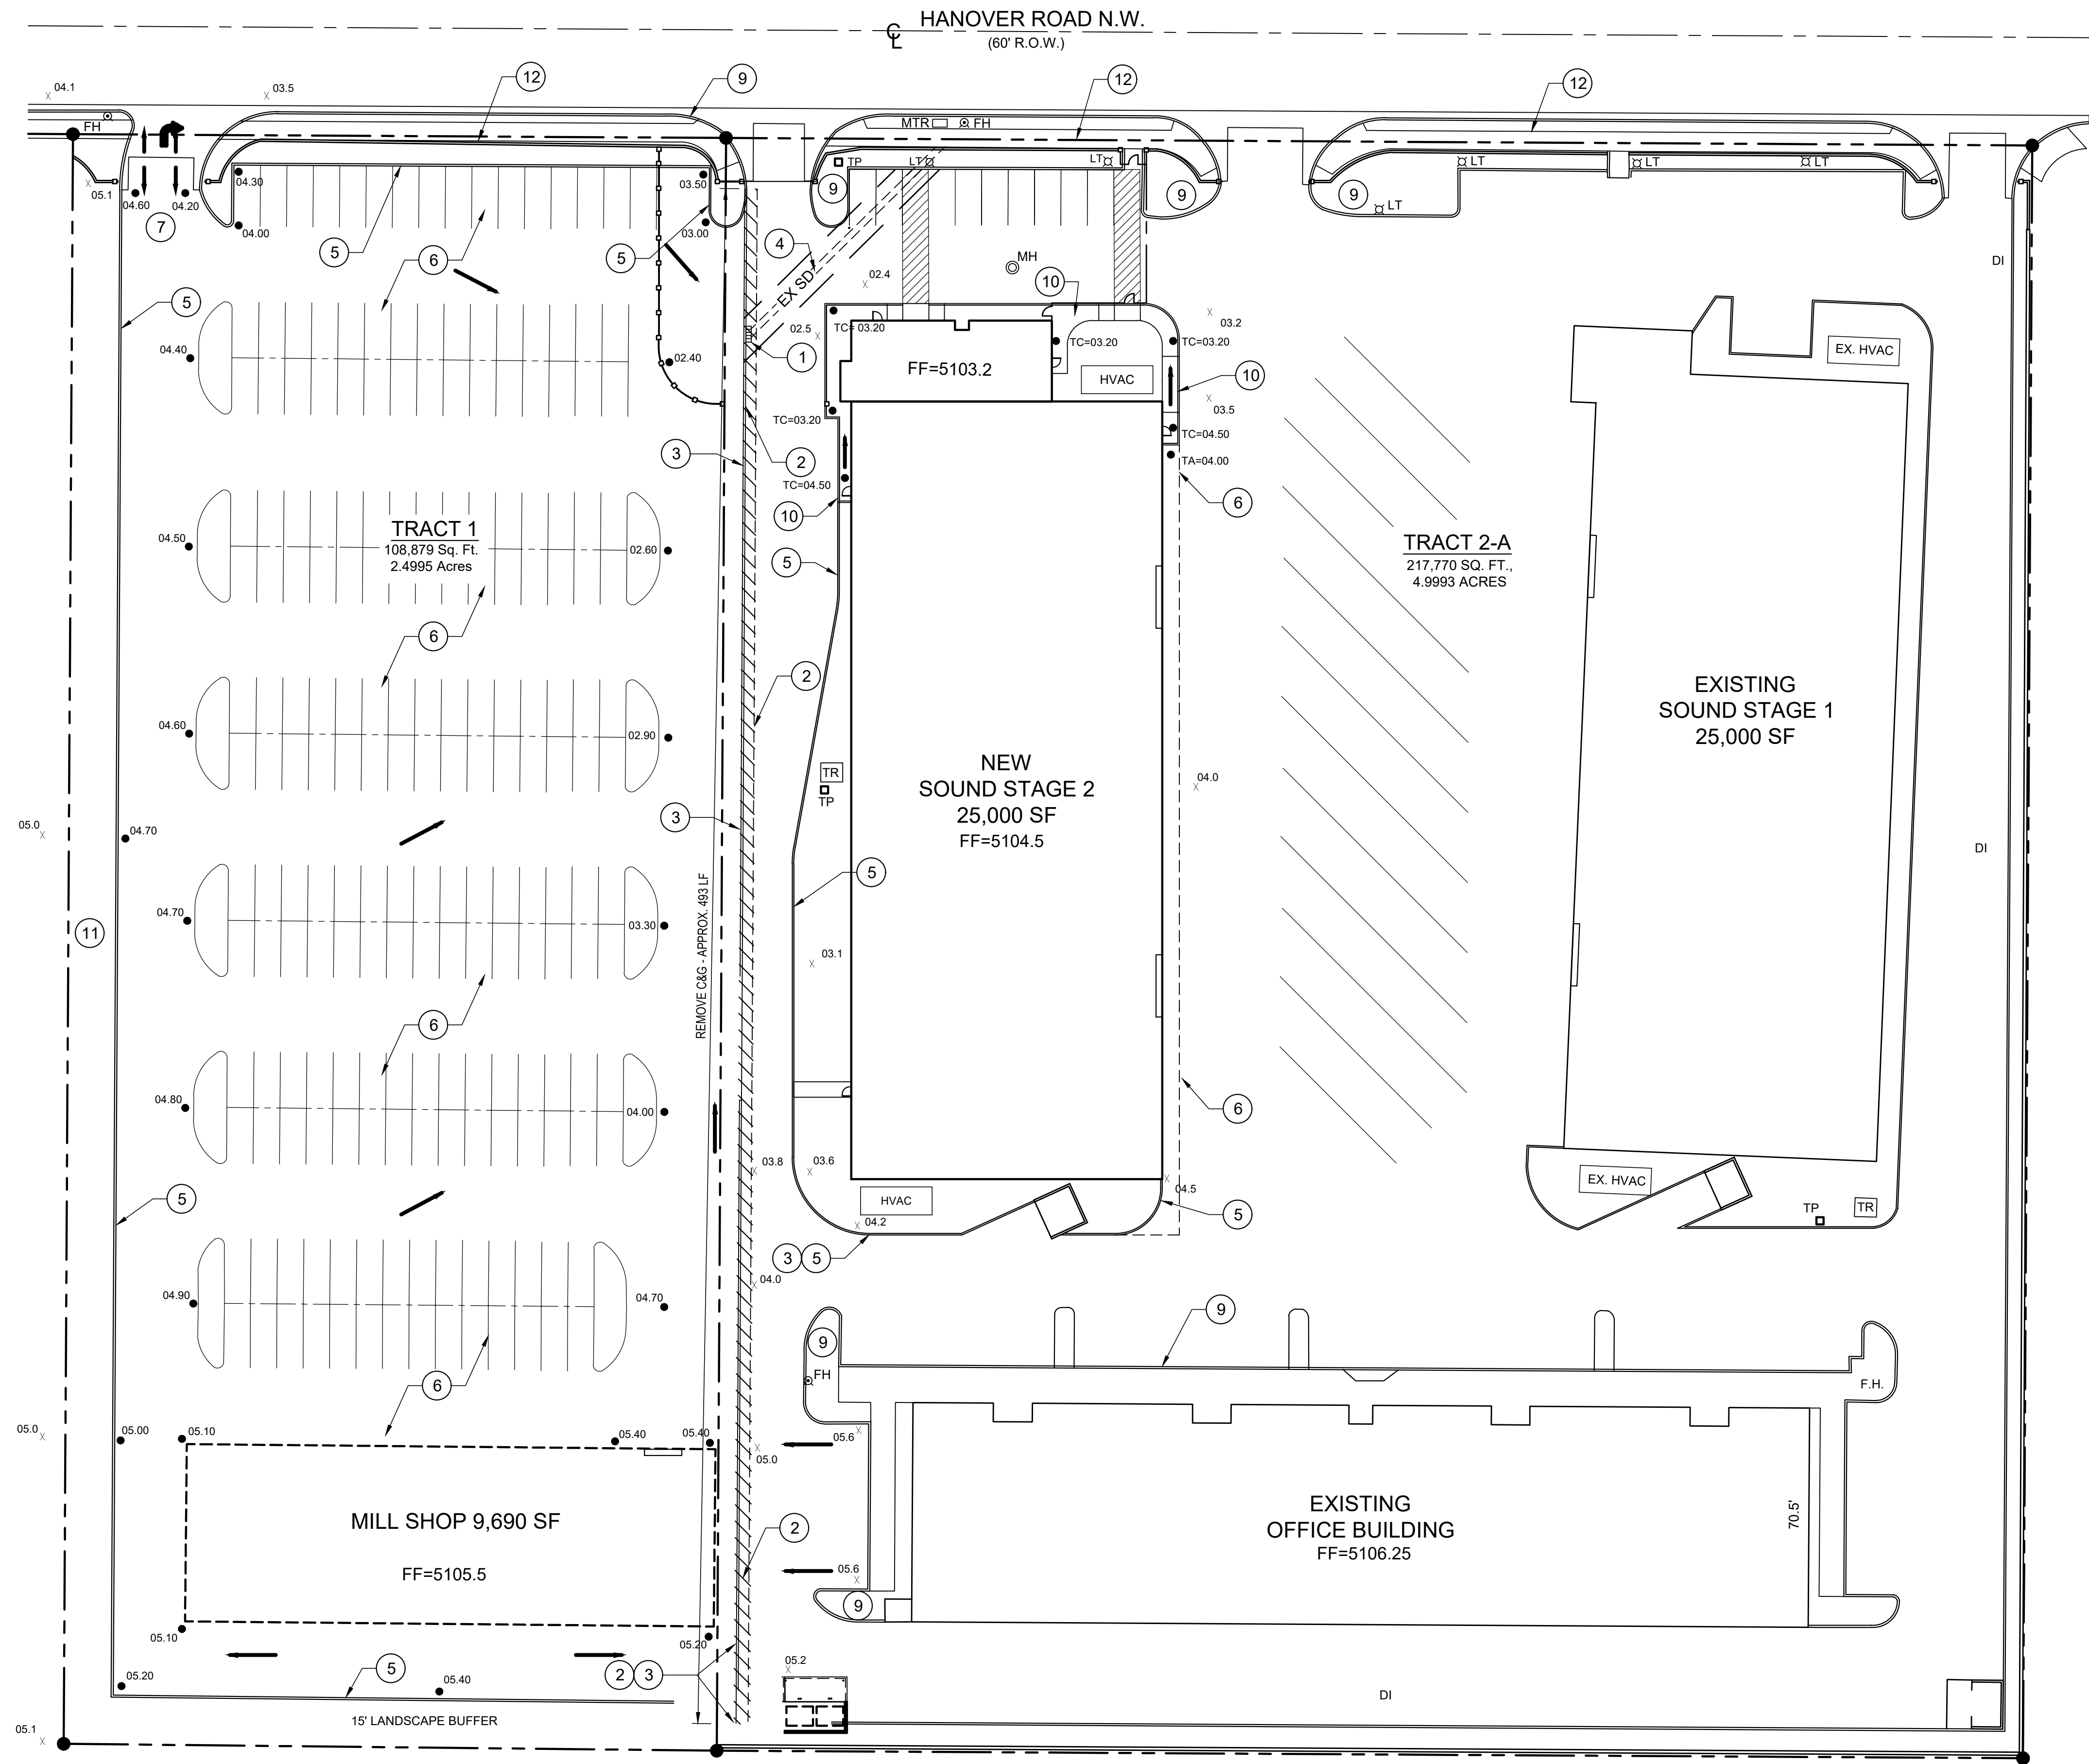 HANOVER ROAD N.W.
(60' R.O.W.)
CL
12
9
12
12
04.1
03.5
FH
MTR
FH
TP
LT
LT
LT
LT
LT
LT
05.1
04.60
04.20
04.30
03.50
9
9
9
7
04.00
03.00
5
6
5
4
EX SD
MH
02.4
10
DI
5
04.40
02.40
02.5
1
TC= 03.20
FF=5103.2
TC=03.20
HVAC
TC=03.20
03.2
10
03.5
EX. HVAC
TC=03.20
3
2
TC=04.50
10
TC=04.50
TA=04.00
6
TRACT 1
108,879 Sq. Ft.
2.4995 Acres
04.50
02.60
5
TRACT 2-A
217,770 SQ. FT.,
4.9993 ACRES
6
2
04.60
02.90
EXISTING
SOUND STAGE 1
25,000 SF
NEW
SOUND STAGE 2
25,000 SF
FF=5104.5
TR
TP
04.0
05.0
04.70
3
DI
5
04.70
03.30
11
REMOVE C&G - APPROX. 493 LF
03.1
6
04.80
04.00
6
03.8
03.6
5
HVAC
04.5
04.2
5
3
5
EX. HVAC
TP
TR
04.90
04.70
04.0
9
9
FH
F.H.
6
05.0
05.00
05.10
05.40
05.40
05.0
05.6
MILL SHOP 9,690 SF
FF=5105.5
2
EXISTING
OFFICE BUILDING
FF=5106.25
70.5'
05.6
9
05.10
05.20
5
2
3
05.2
05.20
05.40
DI
15' LANDSCAPE BUFFER
05.1